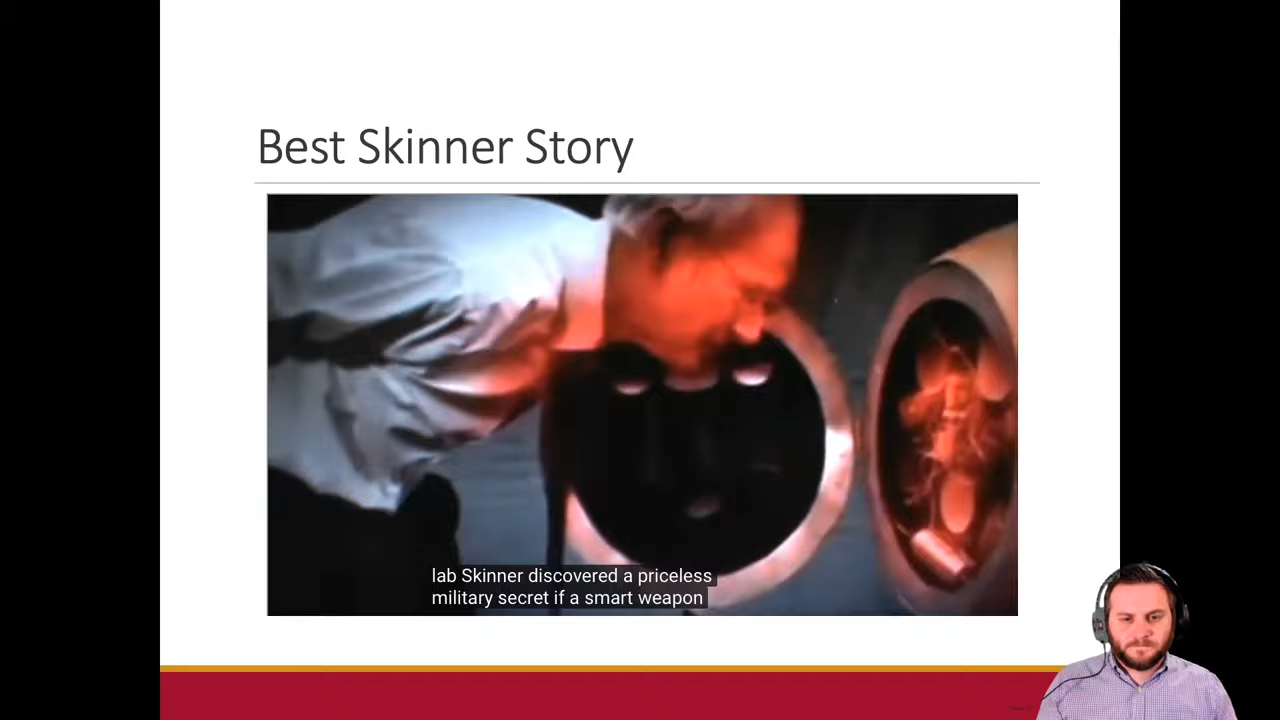 Best Skinner Story
lab Skinner discovered a priceless
military secret if a smart weapon